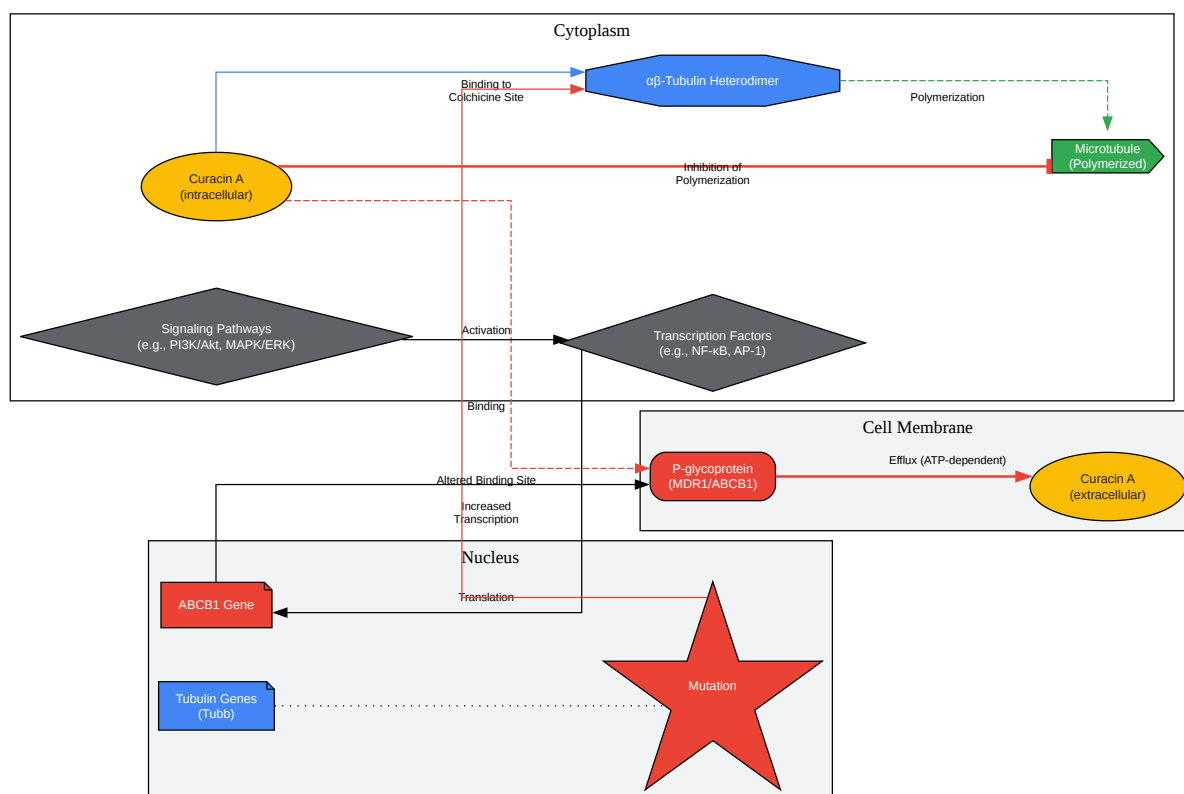 Cytoplasm
αβ-Tubulin Heterodimer
Binding to
Colchicine Site
Polymerization
Microtubule
(Polymerized)
Inhibition of
Polymerization
Curacin A
(intracellular)
Signaling Pathways
(e.g., PI3K/Akt, MAPK/ERK)
Activation
Transcription Factors
(e.g., NF-κB, AP-1)
Binding
Cell Membrane
P-glycoprotein
(MDR1/ABCB1)
Efflux (ATP-dependent)
Curacin A
(extracellular)
Altered Binding Site
Increased
Transcription
Nucleus
ABCB1 Gene
Translation
Tubulin Genes
(Tubb)
Mutation